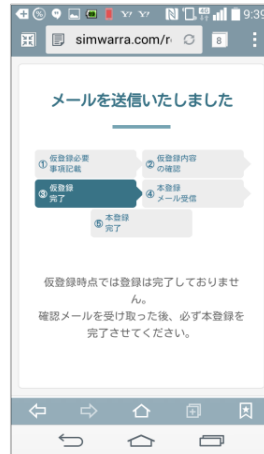 9:39
simwarra.com/r
8
メールを送信いたしました
① 仮登録必要
事項記載
② 仮登録内容
の確認
③ 仮登録
完了
④ 本登録
メール受信
⑤ 本登録
完了
仮登録時点では登録は完了しておりませ
ん。
確認メールを受け取った後、必ず本登録を
完了させてください。